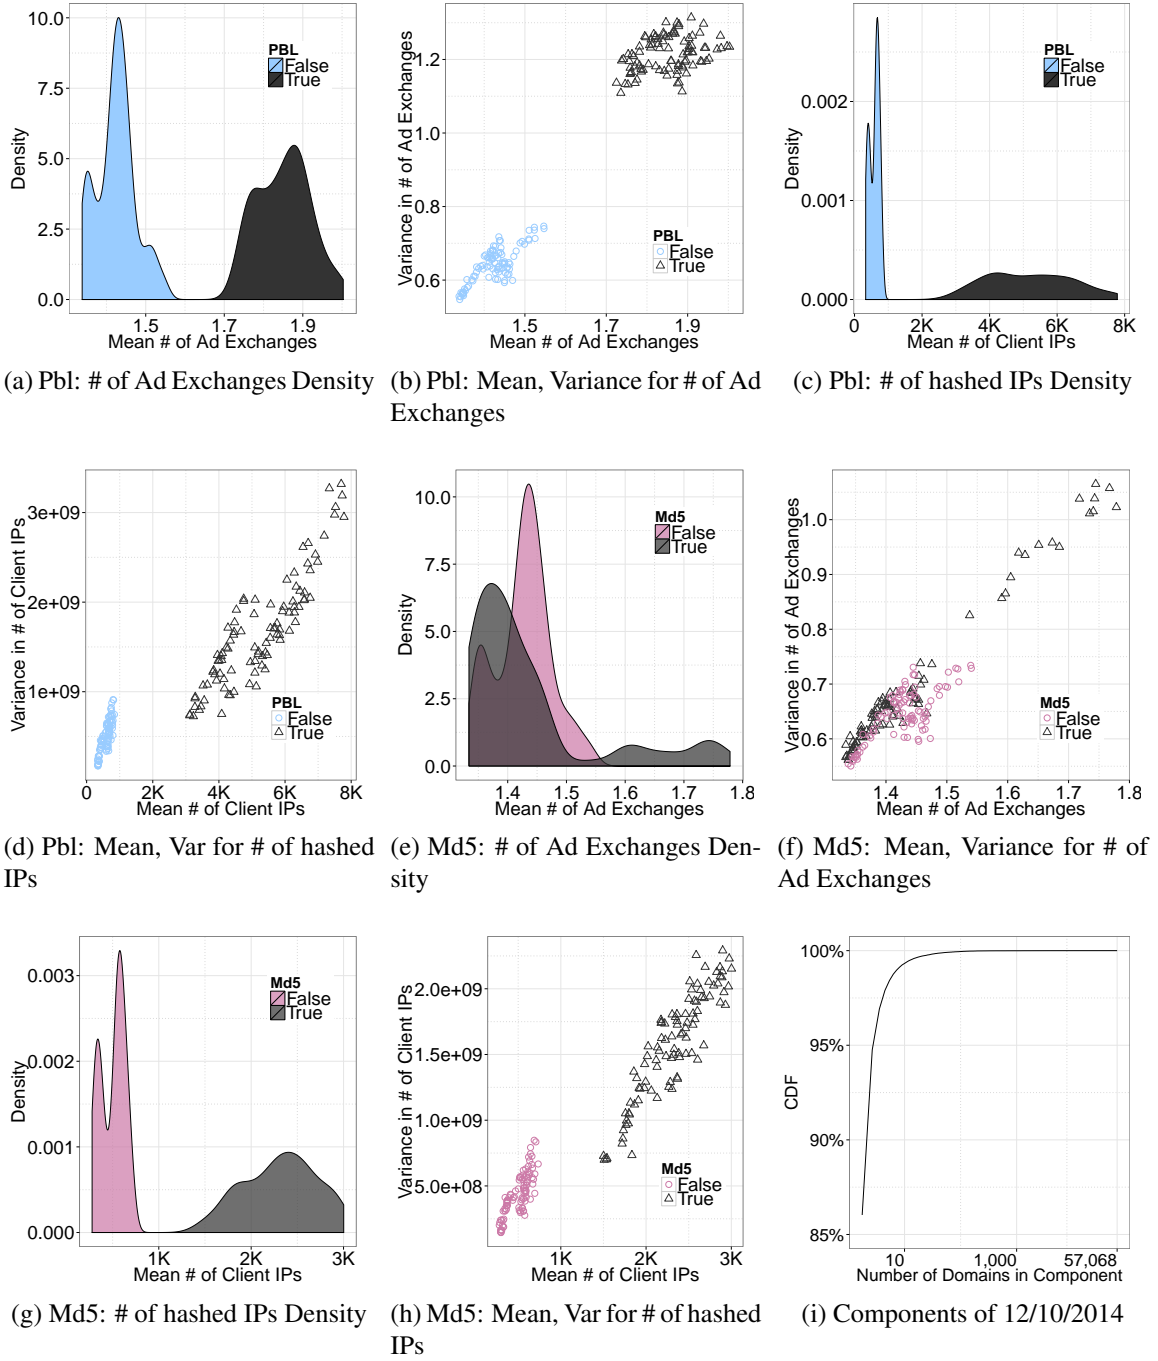 10.0
7.5
5.0
2.5
0.0
Density
PBL
False
True
1.5
1.7
1.9
Mean # of Ad Exchanges
(a) Pbl: # of Ad Exchanges Density
1.2
1.0
0.8
0.6
Variance in # of Ad Exchanges
PBL
False
True
1.5
1.7
1.9
Mean # of Ad Exchanges
(b) Pbl: Mean, Variance for # of Ad
Exchanges
0.002
0.001
0.000
Density
PBL
False
True
0
2K
4K
6K
8K
Mean # of Client IPs
(c) Pbl: # of hashed IPs Density
3e+09
2e+09
1e+09
Variance in # of Client IPs
PBL
False
True
0
2K
4K
6K
8K
Mean # of Client IPs
(d) Pbl: Mean, Var for # of hashed
IPs
10.0
7.5
5.0
2.5
0.0
Density
Md5
False
True
1.4
1.5
1.6
1.7
1.8
Mean # of Ad Exchanges
(e) Md5: # of Ad Exchanges Den-
sity
1.0
0.9
0.8
0.7
0.6
Variance in # of Ad Exchanges
Md5
False
True
1.4
1.5
1.6
1.7
1.8
Mean # of Ad Exchanges
(f) Md5: Mean, Variance for # of
Ad Exchanges
0.003
0.002
0.001
0.000
Density
Md5
False
True
1K
2K
3K
Mean # of Client IPs
(g) Md5: # of hashed IPs Density
2.0e+09
1.5e+09
1.0e+09
5.0e+08
Variance in # of Client IPs
Md5
False
True
1K
2K
3K
Mean # of Client IPs
(h) Md5: Mean, Var for # of hashed
IPs
100%
95%
90%
85%
CDF
10
1,000
57,068
Number of Domains in Component
(i) Components of 12/10/2014